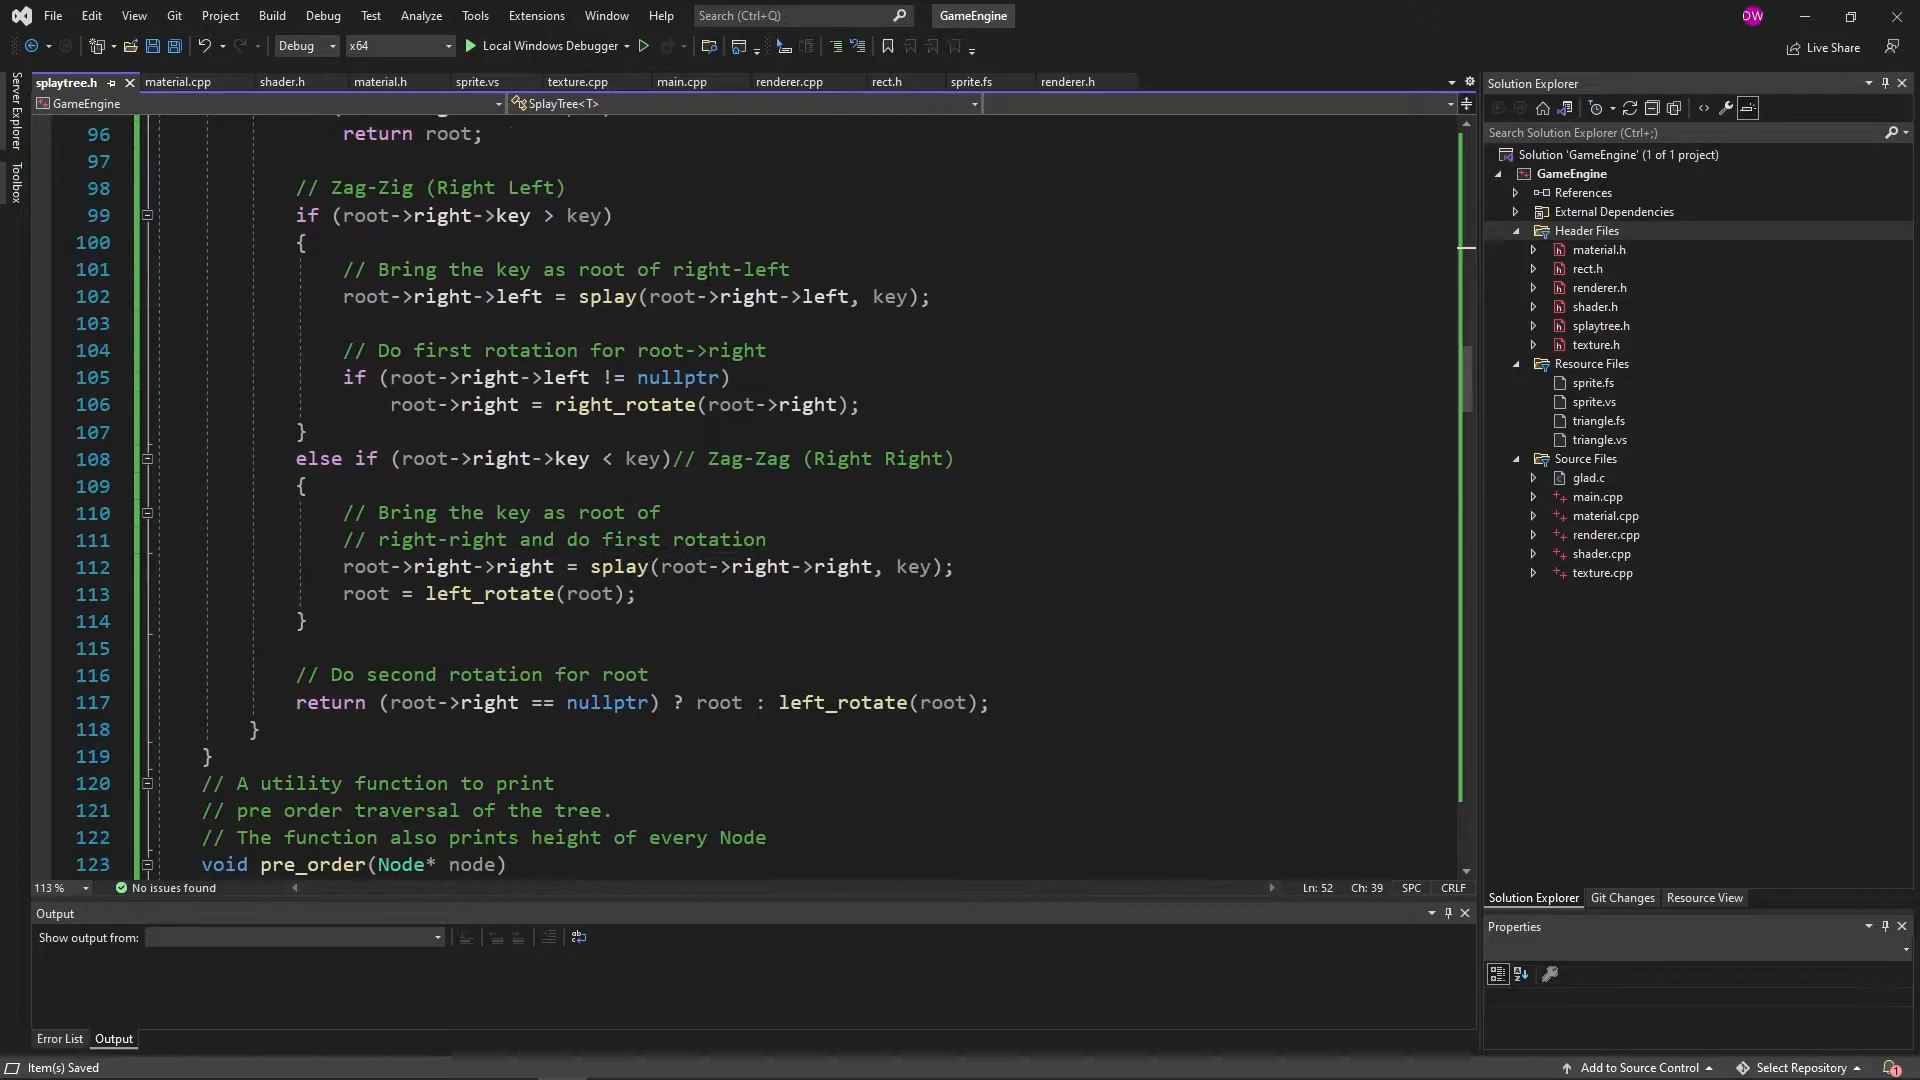 File Edit View Git Project Build Debug Test Analyze Tools Extensions Window Help Search (Ctrl+Q) GameEngine DW
Debug x64 Local Windows Debugger Live Share
Server Explorer
Toolbox
splaytree.h material.cpp shader.h material.h sprite.vs texture.cpp main.cpp renderer.cpp rect.h sprite.fs renderer.h
GameEngine SplayTree<T>
96 return root;
97
98 // Zag-Zig (Right Left)
99 if (root->right->key > key)
100 {
101 // Bring the key as root of right-left
102 root->right->left = splay(root->right->left, key);
103
104 // Do first rotation for root->right
105 if (root->right->left != nullptr)
106 root->right = right_rotate(root->right);
107 }
108 else if (root->right->key < key)// Zag-Zag (Right Right)
109 {
110 // Bring the key as root of
111 // right-right and do first rotation
112 root->right->right = splay(root->right->right, key);
113 root = left_rotate(root);
114 }
115
116 // Do second rotation for root
117 return (root->right == nullptr) ? root : left_rotate(root);
118 }
119 }
120 // A utility function to print
121 // pre order traversal of the tree.
122 // The function also prints height of every Node
123 void pre_order(Node* node)
113 % No issues found Ln: 52 Ch: 39 SPC CRLF
Output
Show output from:
Error List Output
Solution Explorer
Search Solution Explorer (Ctrl+;)
Solution 'GameEngine' (1 of 1 project)
GameEngine
References
External Dependencies
Header Files
material.h
rect.h
renderer.h
shader.h
splaytree.h
texture.h
Resource Files
sprite.fs
sprite.vs
triangle.fs
triangle.vs
Source Files
glad.c
main.cpp
material.cpp
renderer.cpp
shader.cpp
texture.cpp
Solution Explorer Git Changes Resource View
Properties
Item(s) Saved Add to Source Control Select Repository 1